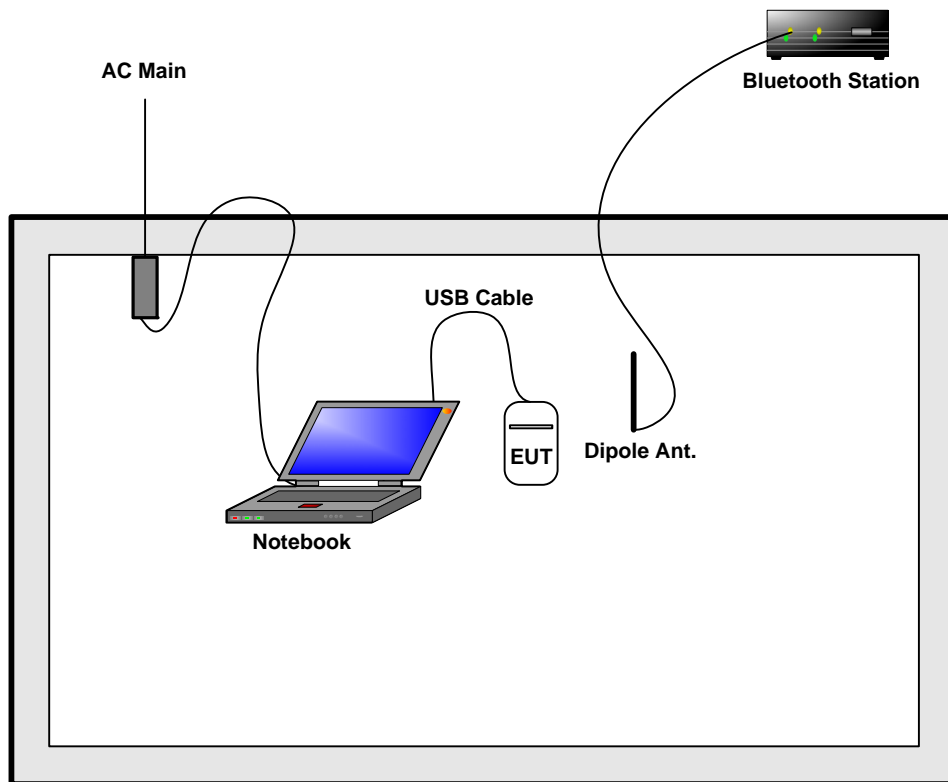 AC Main
Bluetooth Station
USB Cable
EUT
Dipole Ant.
Notebook